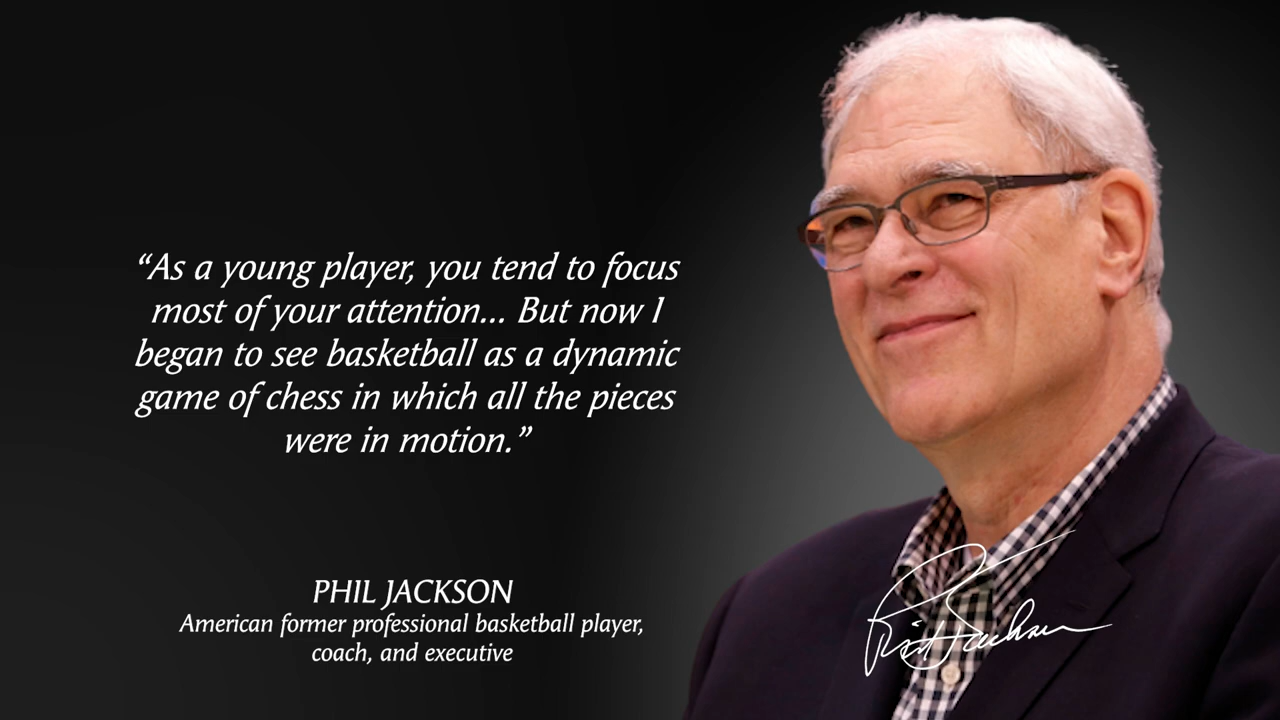 “As a young player, you tend to focus
most of your attention... But now I
began to see basketball as a dynamic
game of chess in which all the pieces
were in motion.”
PHIL JACKSON
American former professional basketball player,
coach, and executive
Phil Jackson